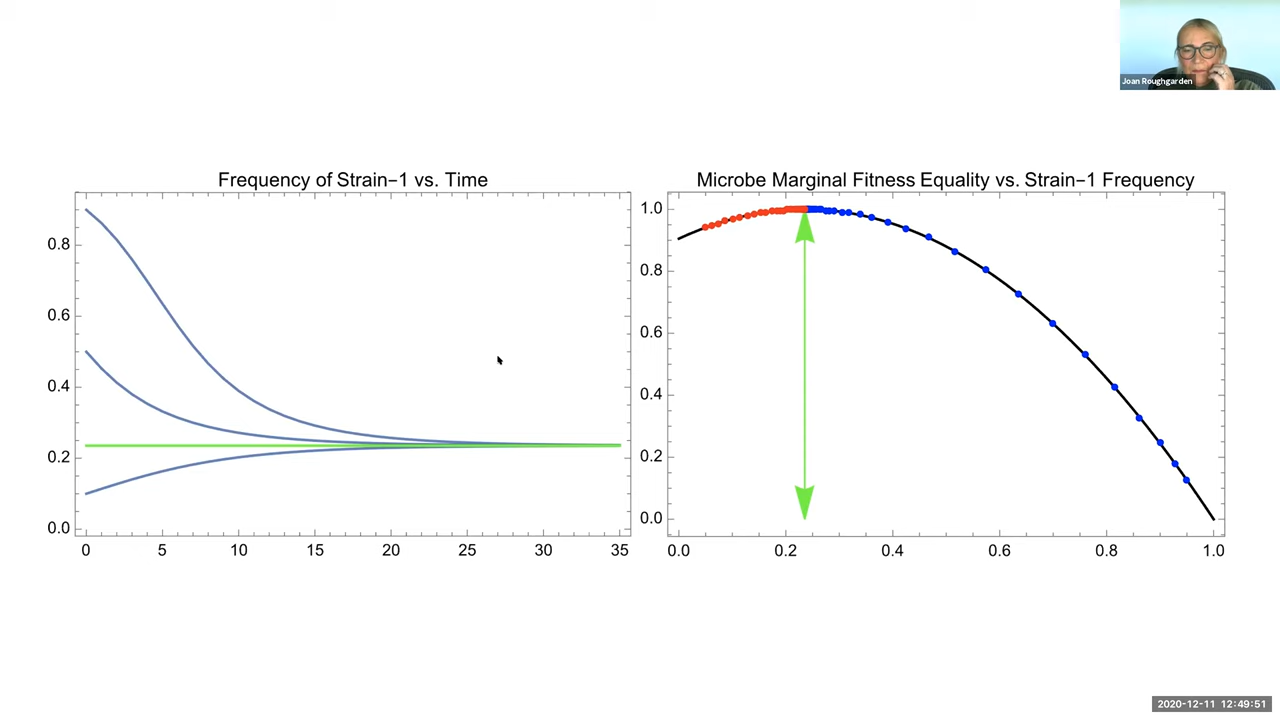 Joan Roughgarden
Frequency of Strain−1 vs. Time
0.8
0.6
0.4
0.2
0.0
0 5 10 15 20 25 30 35
Microbe Marginal Fitness Equality vs. Strain−1 Frequency
1.0
0.8
0.6
0.4
0.2
0.0
0.0 0.2 0.4 0.6 0.8 1.0
2020-12-11 12:49:51